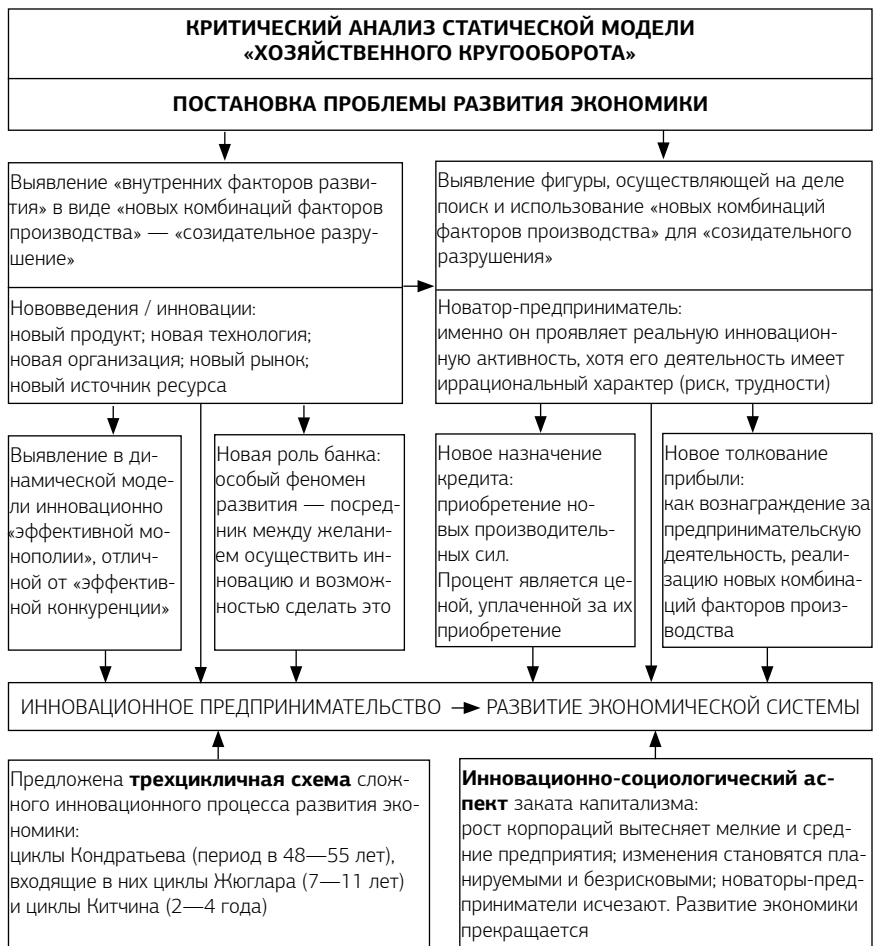 КРИТИЧЕСКИЙ АНАЛИЗ СТАТИЧЕСКОЙ МОДЕЛИ
«ХОЗЯЙСТВЕННОГО КРУГООБОРОТА»
ПОСТАНОВКА ПРОБЛЕМЫ РАЗВИТИЯ ЭКОНОМИКИ
Выявление «внутренних факторов разви-
тия» в виде «новых комбинаций факторов
производства» — «созидательное разру-
шение»
Нововведения / инновации:
новый продукт; новая технология;
новая организация; новый рынок;
новый источник ресурса
Выявление фигуры, осуществляющей на деле
поиск и использование «новых комбинаций
факторов производства» для «созидательного
разрушения»
Новатор-предприниматель:
именно он проявляет реальную инновацион-
ную активность, хотя его деятельность имеет
иррациональный характер (риск, трудности)
Выявление в ди-
намической моде-
ли инновационно
«эффективной мо-
нополии», отлич-
ной от «эффектив-
ной конкуренции»
Новая роль банка:
особый феномен
развития — посред-
ник между желани-
ем осуществить ин-
новацию и возмож-
ностью сделать это
Новое назначение
кредита:
приобретение но-
вых производитель-
ных сил.
Процент является це-
ной, уплаченной за их
приобретение
Новое толкование
прибыли:
как вознаграждение за
предпринимательскую
деятельность, реали-
зацию новых комбина-
ций факторов произ-
водства
ИННОВАЦИОННОЕ ПРЕДПРИНИМАТЕЛЬСТВО → РАЗВИТИЕ ЭКОНОМИЧЕСКОЙ СИСТЕМЫ
Предложена трехцикличная схема слож-
ного инновационного процесса развития эко-
номики:
циклы Кондратьева (период в 48—55 лет),
входящие в них циклы Жюглара (7—11 лет)
и циклы Китчина (2—4 года)
Инновационно-социологический ас-
пект заката капитализма:
рост корпораций вытесняет мелкие и сред-
ние предприятия; изменения становятся пла-
нируемыми и безрисковыми; новаторы-пред-
приниматели исчезают. Развитие экономики
прекращается